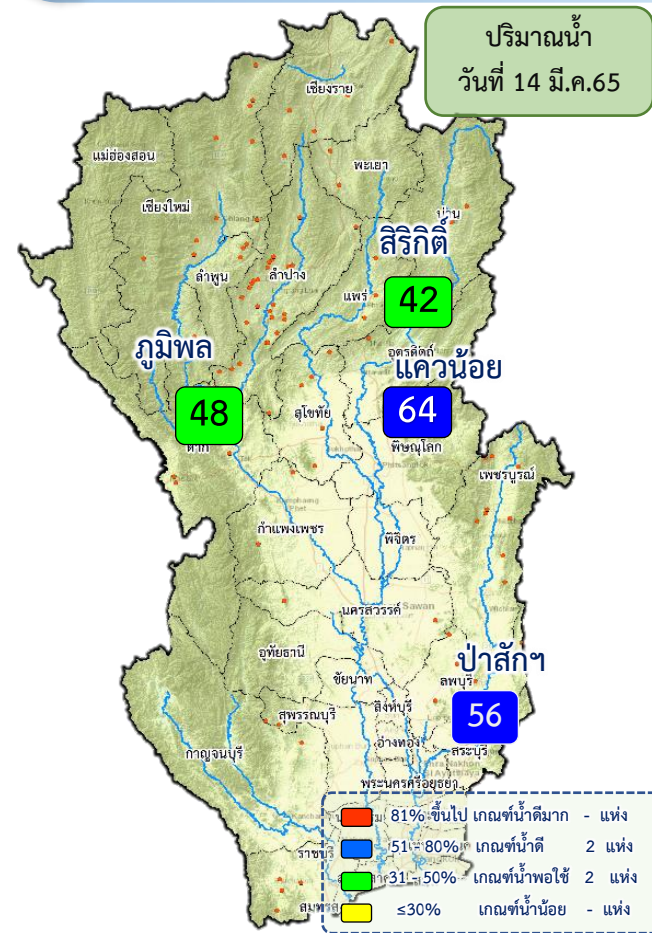 ปริมาณน้ำ
วันที่ 14 มี.ค.65
เชียงราย
แม่ฮ่องสอน
พะเยา
เชียงใหม่
น่าน
สิริกิติ์
ลำพูน
ลำปาง
42
แพร่
ภูมิพล
อุตรดิตถ์
แควน้อย
48
64
สุโขทัย
ตาก
พิษณุโลก
เพชรบูรณ์
กำแพงเพชร
พิจิตร
นครสวรรค์
Sawan
อุทัยธานี
ป่าสักฯ
ชัยนาท
ลพบุรี
สิงห์บุรี
สุพรรณบุรี
56
อ่างทอง
กาญจนบุรี
สระบุรี
พระนครศรีอยุธยา
81% ขึ้นไป เกณฑ์น้ำดีมาก - แห่ง
51 - 80% เกณฑ์น้ำดี 2 แห่ง
ราชบุรี
31 - 50% เกณฑ์น้ำพอใช้ 2 แห่ง
≤30% เกณฑ์น้ำน้อย - แห่ง